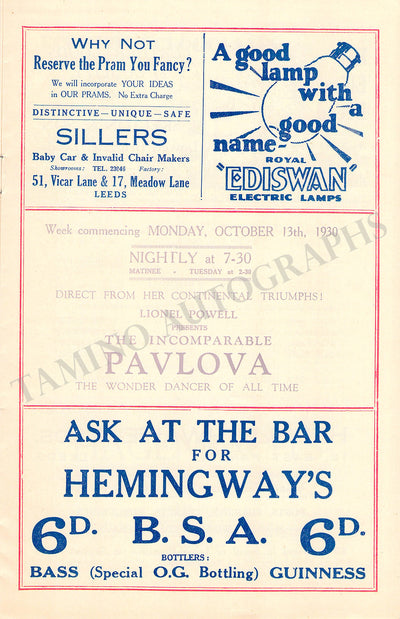 WHY NOT
Reserve the Pram You Fancy?
We will incorporate YOUR IDEAS
in OUR PRAMS. No Extra Charge
DISTINCTIVE—UNIQUE—SAFE
SILLERS
Baby Car & Invalid Chair Makers
Showrooms: TEL. 23046 Factory:
51, Vicar Lane & 17, Meadow Lane
LEEDS
A good
lamp
with
a
good
name-
ROYAL
"EDISWAN"
ELECTRIC LAMPS
Week commencing MONDAY, OCTOBER 13th, 1930
NIGHTLY at 7-30
MATINEE - TUESDAY at 2-30
DIRECT FROM HER CONTINENTAL TRIUMPHS!
LIONEL POWELL
PRESENTS
THE INCOMPARABLE
PAVLOVA
THE WONDER DANCER OF ALL TIME
TAMINO AUTOGRAPHS
ASK AT THE BAR
FOR
HEMINGWAY'S
6D. B.S.A. 6D.
BOTTLERS:
BASS (Special O.G. Bottling) GUINNESS